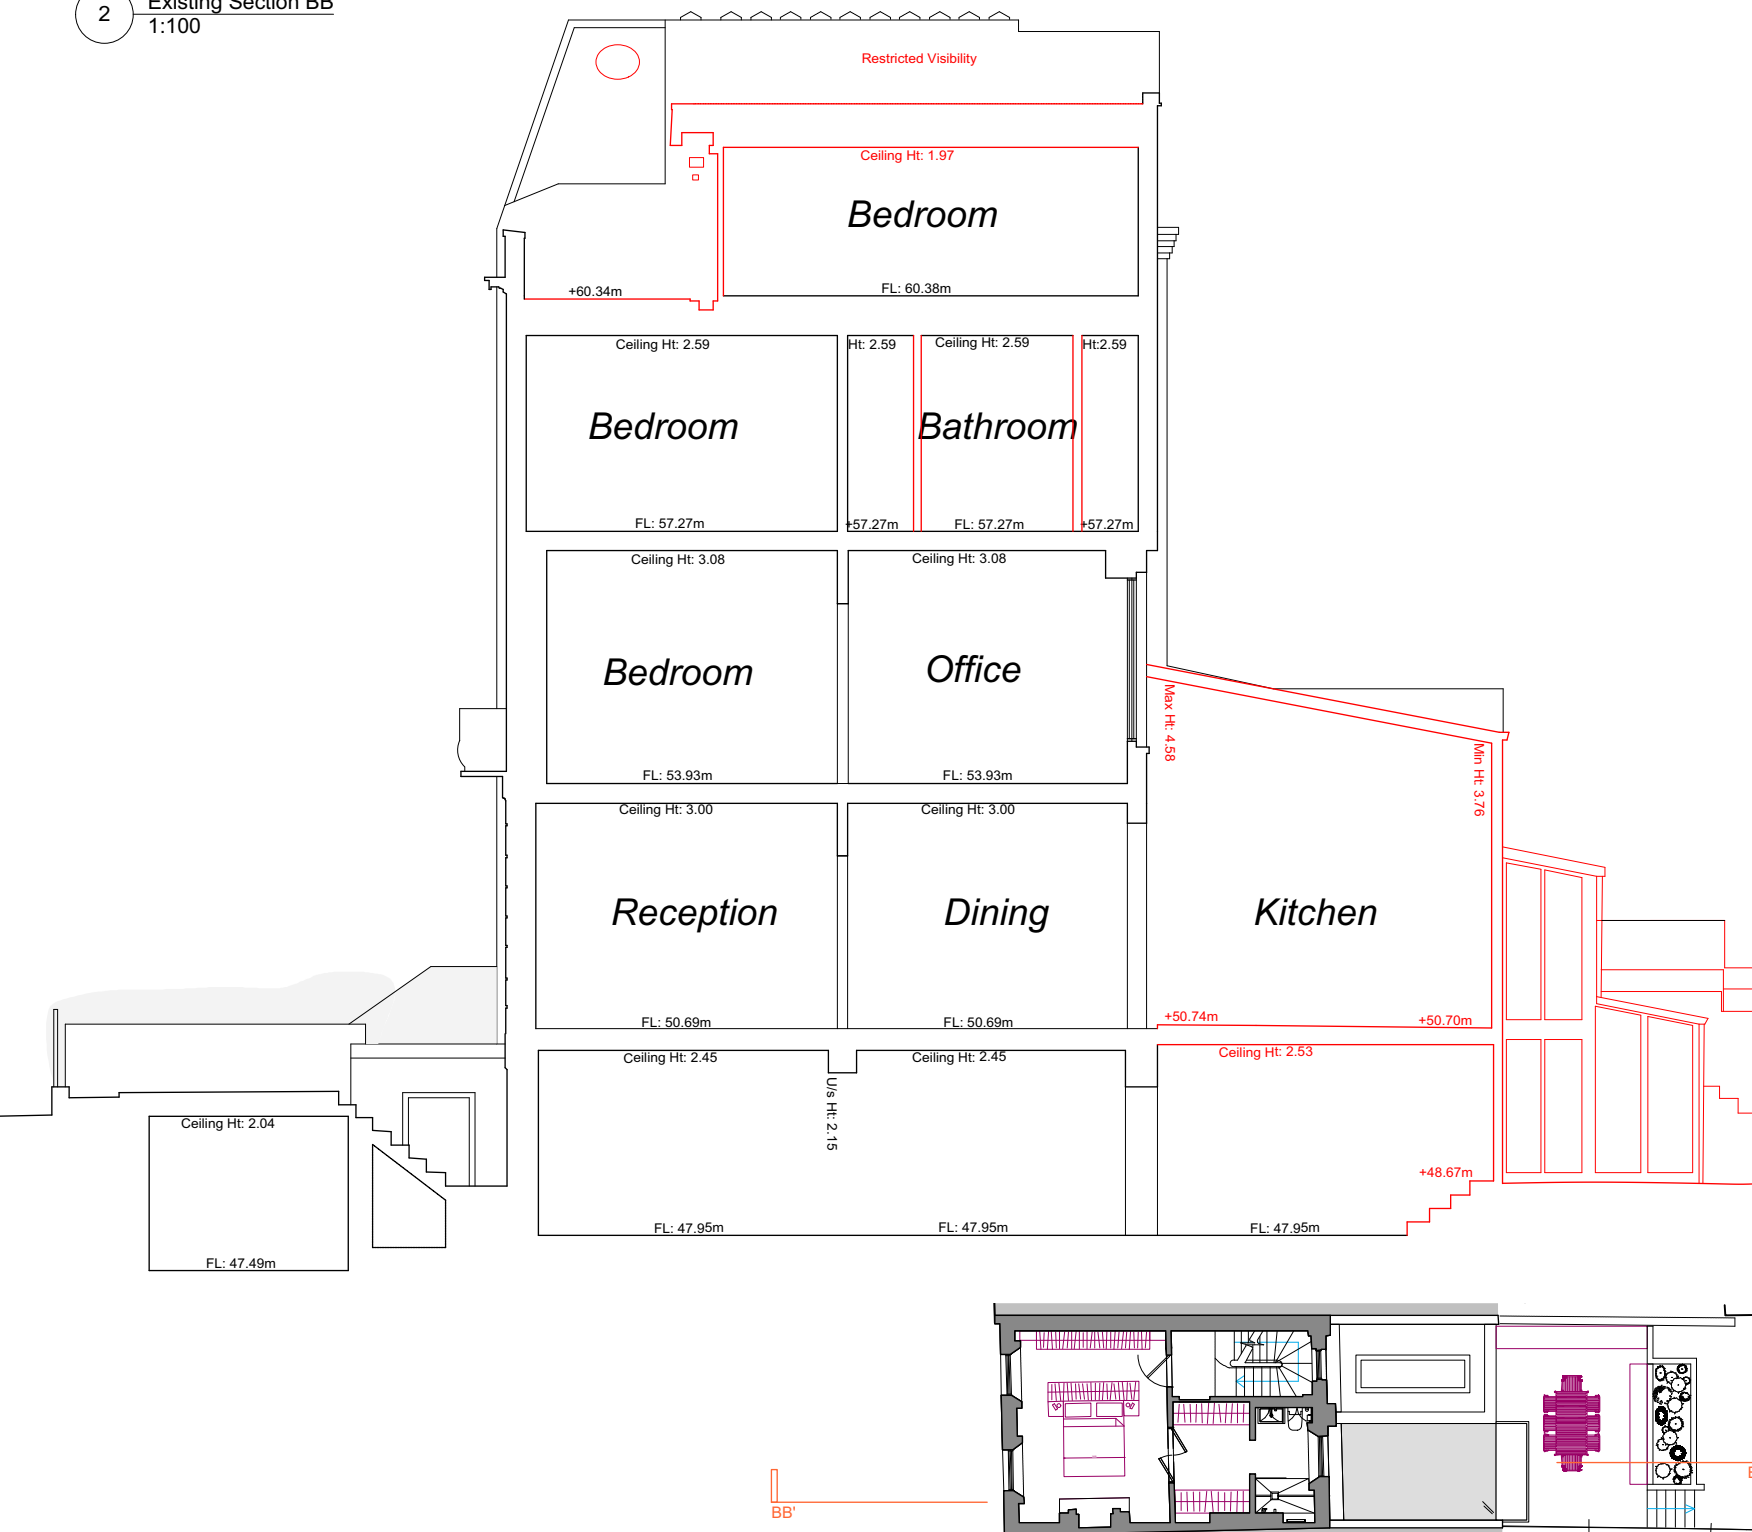 2
Existing Section BB
1:100
Restricted Visibility
Ceiling Ht: 1.97
Bedroom
+60.34m
FL: 60.38m
Ceiling Ht: 2.59
Ht: 2.59
Ceiling Ht: 2.59
Ht:2.59
Bedroom
Bathroom
FL: 57.27m
+57.27m
FL: 57.27m
+57.27m
Ceiling Ht: 3.08
Ceiling Ht: 3.08
Bedroom
Office
Max Ht: 4.58
Min Ht: 3.76
FL: 53.93m
FL: 53.93m
Ceiling Ht: 3.00
Ceiling Ht: 3.00
Reception
Dining
Kitchen
FL: 50.69m
FL: 50.69m
+50.74m
+50.70m
Ceiling Ht: 2.45
Ceiling Ht: 2.45
Ceiling Ht: 2.53
U/s Ht: 2.15
Ceiling Ht: 2.04
+48.67m
FL: 47.95m
FL: 47.95m
FL: 47.95m
FL: 47.49m
BB'